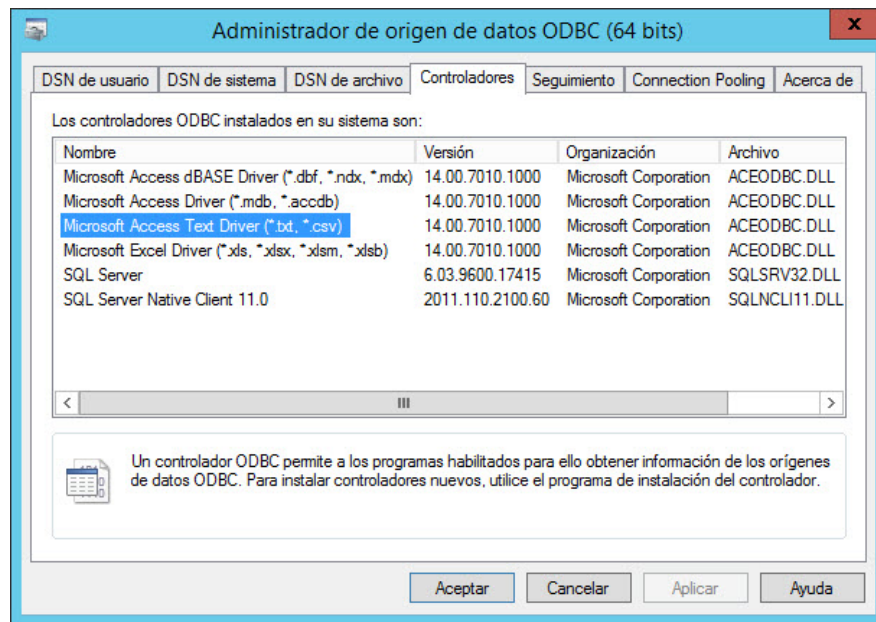 Administrador de origen de datos ODBC (64 bits)
x
DSN de usuario DSN de sistema DSN de archivo Controladores Seguimiento Connection Pooling Acerca de
Los controladores ODBC instalados en su sistema son:
Nombre Versión Organización Archivo
Microsoft Access dBASE Driver (*.dbf, *.ndx, *.mdx) 14.00.7010.1000 Microsoft Corporation ACEODBC.DLL
Microsoft Access Driver (*.mdb, *.accdb) 14.00.7010.1000 Microsoft Corporation ACEODBC.DLL
Microsoft Access Text Driver (*.txt, *.csv) 14.00.7010.1000 Microsoft Corporation ACEODBC.DLL
Microsoft Excel Driver (*.xls, *.xlsx, *.xlsm, *.xlsb) 14.00.7010.1000 Microsoft Corporation ACEODBC.DLL
SQL Server 6.03.9600.17415 Microsoft Corporation SQLSRV32.DLL
SQL Server Native Client 11.0 2011.110.2100.60 Microsoft Corporation SQLNCLI11.DLL
Un controlador ODBC permite a los programas habilitados para ello obtener información de los orígenes
de datos ODBC. Para instalar controladores nuevos, utilice el programa de instalación del controlador.
Aceptar Cancelar Aplicar Ayuda